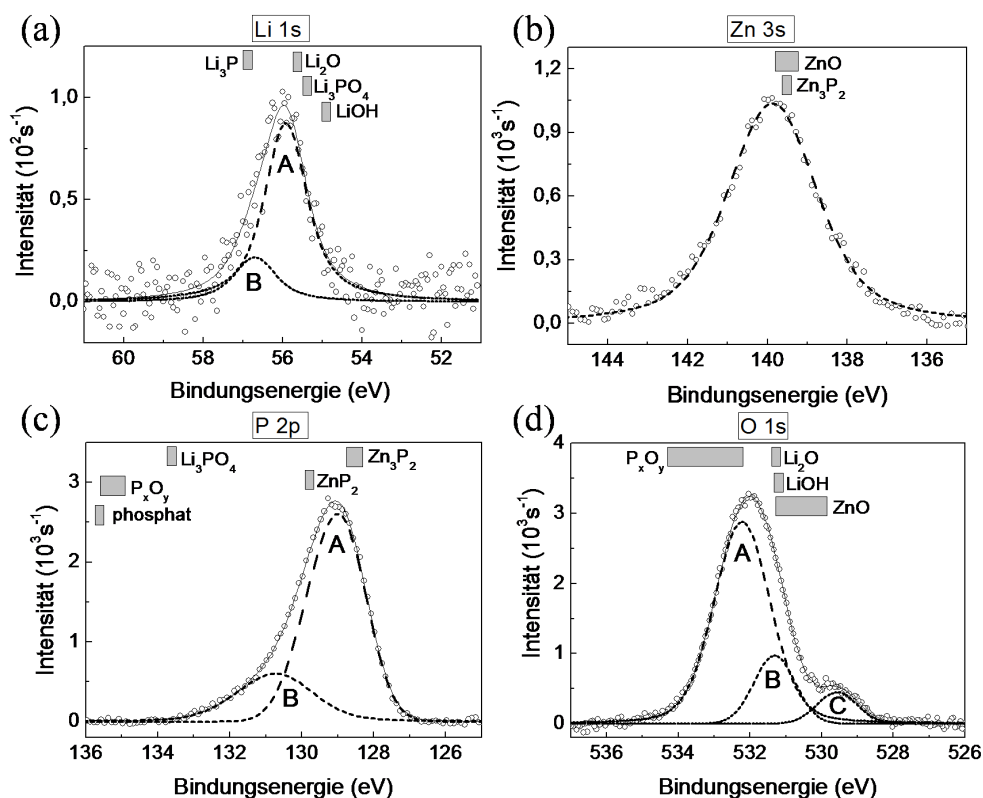 (a)
Li 1s
Li₃P
Li₂O
Li₃PO₄
LiOH
A
B
Intensität (10²s⁻¹)
1,0
0,5
0,0
60 58 56 54 52
Bindungsenergie (eV)
(b)
Zn 3s
ZnO
Zn₃P₂
Intensität (10³s⁻¹)
1,2
0,9
0,6
0,3
0,0
144 142 140 138 136
Bindungsenergie (eV)
(c)
P 2p
Li₃PO₄
Zn₃P₂
PₓOᵧ
ZnP₂
phosphat
A
B
Intensität (10³s⁻¹)
3
2
1
0
136 134 132 130 128 126
Bindungsenergie (eV)
(d)
O 1s
PₓOᵧ
Li₂O
LiOH
ZnO
A
B
C
Intensität (10³s⁻¹)
4
3
2
1
0
536 534 532 530 528 526
Bindungsenergie (eV)